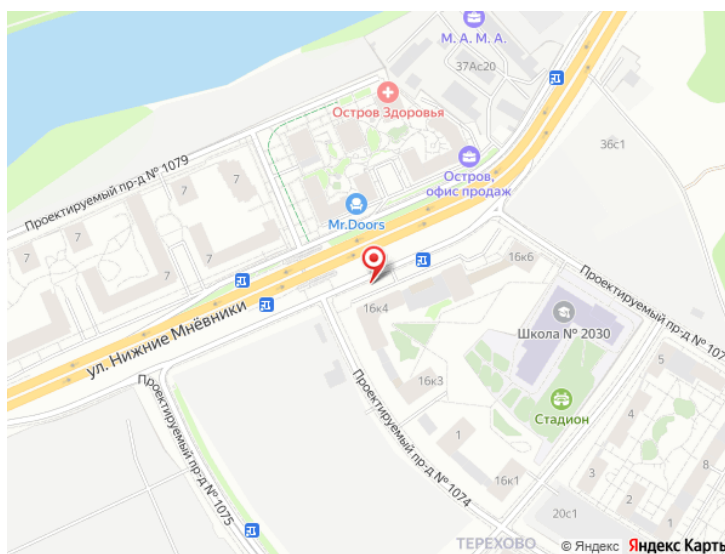 М. А. М. А.
37Ас20
Остров Здоровья
36с1
Проектируемый пр-д № 1079
7
Остров,
офис продаж
7
Mr.Doors
7
7
7
16к6
Проектируемый пр-д № 107
16к4
Школа № 2030
ул. Нижние Мнёвники
5
16к3
Стадион
4
Проектируемый пр-д № 1074
1
8
3
16к1
2
Проектируемый пр-д № 1075
20с1
ТЕРЕХОВО
© Яндекс Яндекс Карты